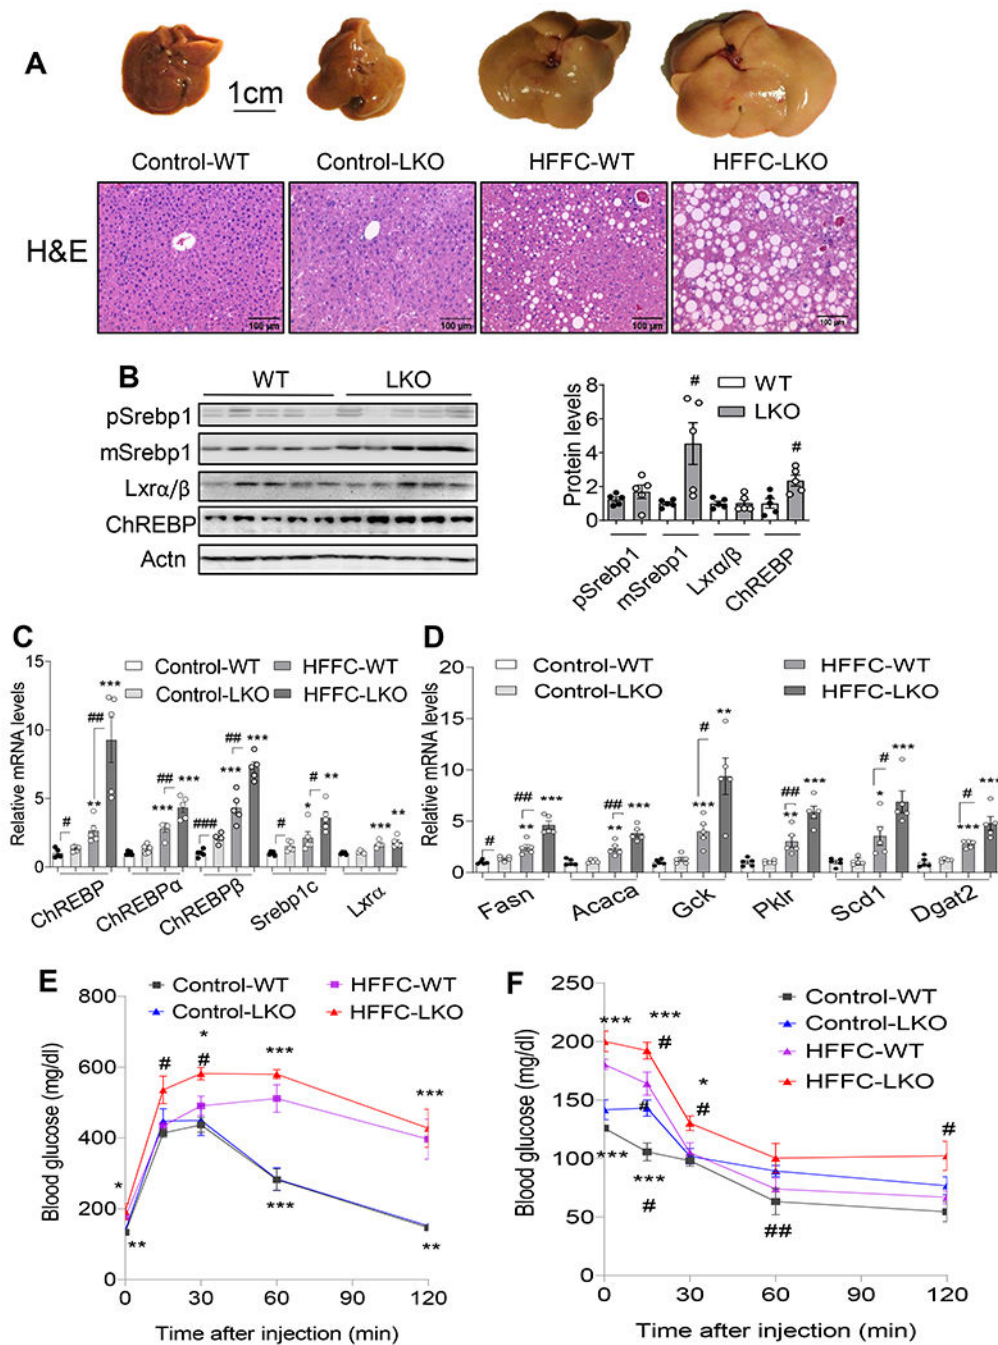 A
1cm
Control-WT Control-LKO HFFC-WT HFFC-LKO
H&E
100 μm 100 μm 100 μm 100 μm
B
WT LKO
pSrebp1
mSrebp1
Lxrα/β
ChREBP
Actn
Protein levels
8
6
4
2
0
WT
LKO
#
#
pSrebp1 mSrebp1 Lxrα/β ChREBP
C
Relative mRNA levels
15
10
5
0
Control-WT HFFC-WT
Control-LKO HFFC-LKO
# ## ** ***
## *** ***
### ## *** ***
# # * **
*** **
ChREBP ChREBPα ChREBPβ Srebp1c Lxrα
D
Relative mRNA levels
20
15
10
5
0
Control-WT HFFC-WT
Control-LKO HFFC-LKO
# ## ** ***
## ** ***
# *** **
## ** ***
# * ***
# *** ***
Fasn Acaca Gck Pklr Scd1 Dgat2
E
Blood glucose (mg/dl)
800
600
400
200
0
Control-WT HFFC-WT
Control-LKO HFFC-LKO
* # * # *** ***
** *** **
0 30 60 90 120
Time after injection (min)
F
Blood glucose (mg/dl)
250
200
150
100
50
0
Control-WT
Control-LKO
HFFC-WT
HFFC-LKO
*** *** # * # #
#
*** *** # ##
0 30 60 90 120
Time after injection (min)